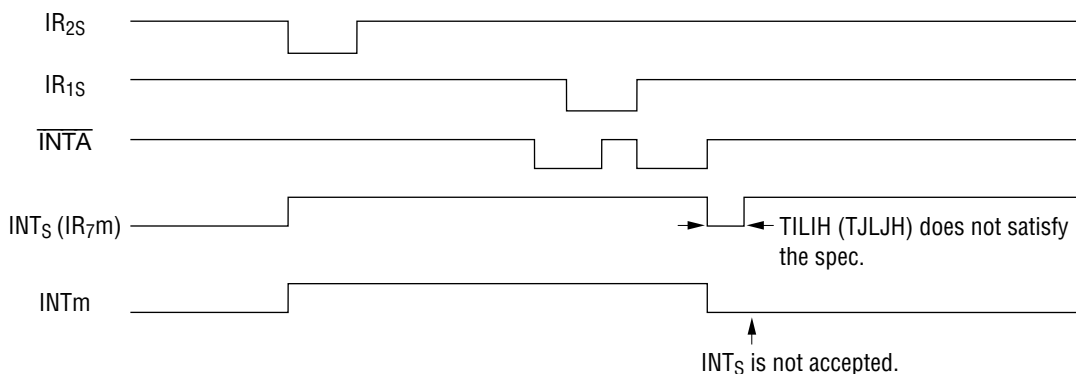 IR2S
IR1S
INTA
INTS (IR7m)
TILIH (TJLJH) does not satisfy
the spec.
INTm
INTS is not accepted.